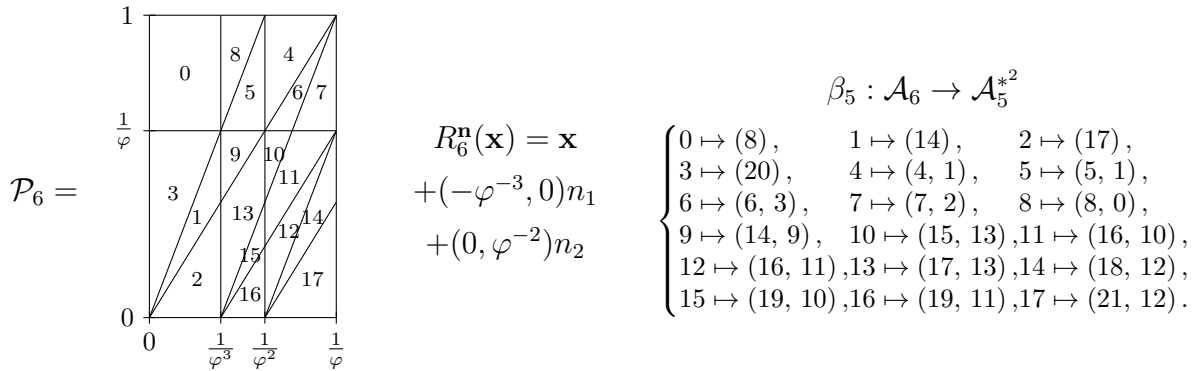 1
8
4
0
5
6
7
1/φ
9
10
11
3
1
13
14
12
15
2
16
17
0
0
1/φ³
1/φ²
1/φ
𝒫₆ =
R₆ⁿ(x) = x
+(−φ⁻³, 0)n₁
+(0, φ⁻²)n₂
β₅ : 𝒜₆ → 𝒜₅*²
0 ↦ (8), 1 ↦ (14), 2 ↦ (17),
3 ↦ (20), 4 ↦ (4, 1), 5 ↦ (5, 1),
6 ↦ (6, 3), 7 ↦ (7, 2), 8 ↦ (8, 0),
9 ↦ (14, 9), 10 ↦ (15, 13), 11 ↦ (16, 10),
12 ↦ (16, 11), 13 ↦ (17, 13), 14 ↦ (18, 12),
15 ↦ (19, 10), 16 ↦ (19, 11), 17 ↦ (21, 12).